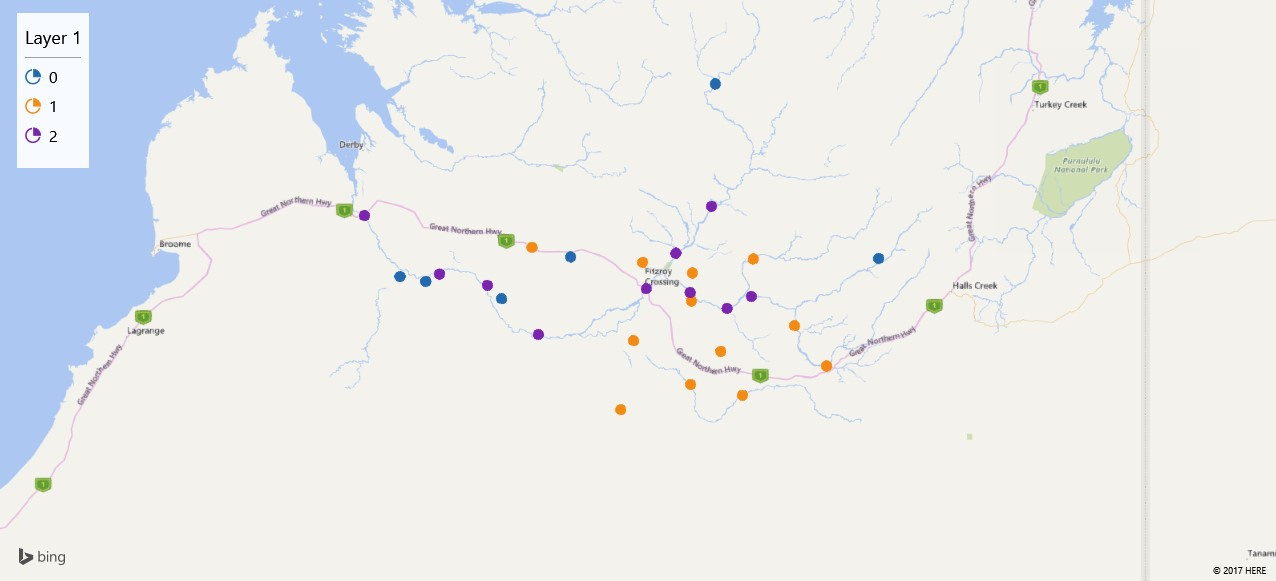 Layer 1
0
1
2
1
Turkey Creek
Derby
Purnululu
National Park
Great Northern Hwy
1
Great Northern Hwy
1
Great Northern Hwy
Broome
Fitzroy
Crossing
Halls Creek
1
1
Lagrange
Great Northern Hwy
Great Northern Hwy
Great Northern Hwy
1
1
bing
Tanam
© 2017 HERE